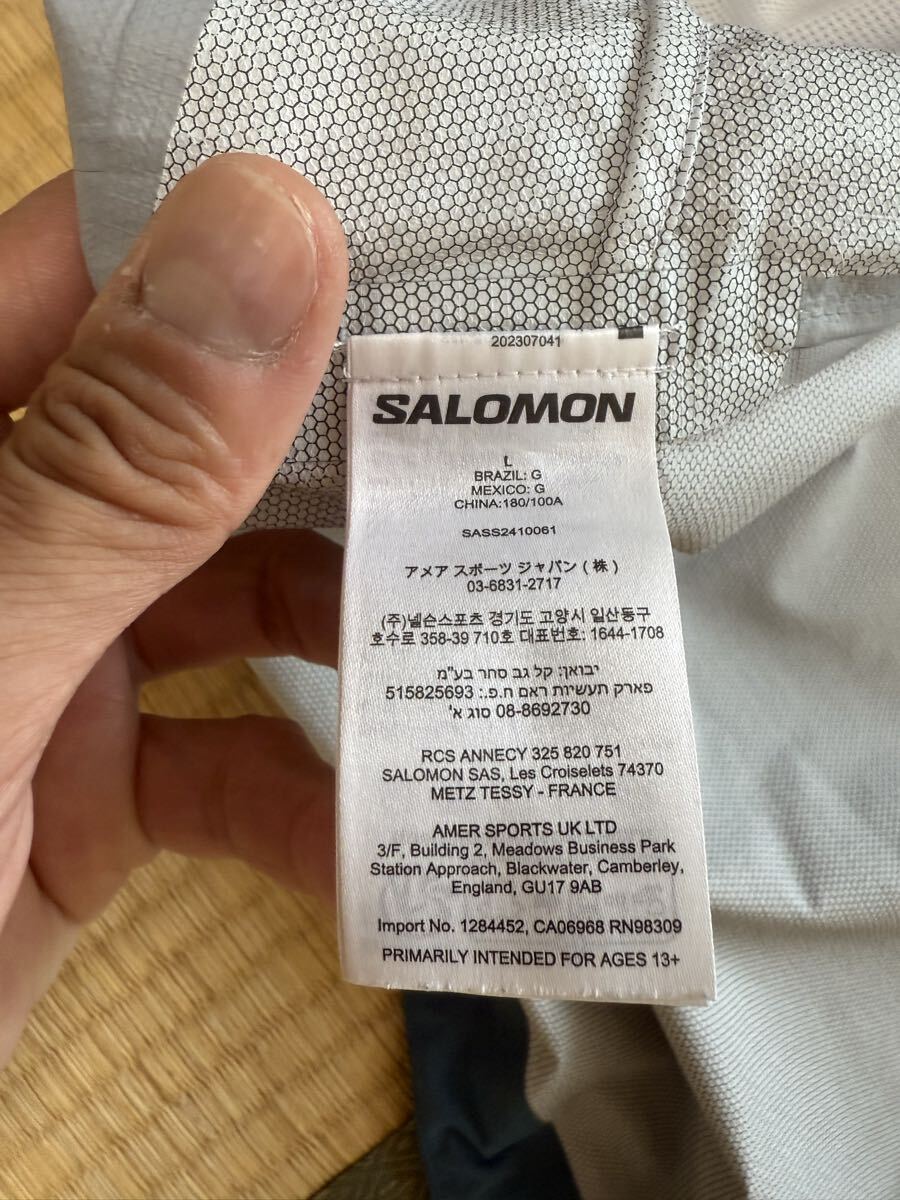 202307041
SALOMON
L
BRAZIL: G
MEXICO: G
CHINA:180/100A
SASS2410061
アメア スポーツ ジャパン ( 株 )
03-6831-2717
(주)넬슨스포츠 경기도 고양시 일산동구
호수로 358-39 710호 대표번호: 1644-1708
יבואן: קל גב סחר בע"מ
פארק תעשיות ראם ח.פ.: 515825693
08-8692730 סוג א'
RCS ANNECY 325 820 751
SALOMON SAS, Les Croiselets 74370
METZ TESSY - FRANCE
AMER SPORTS UK LTD
3/F, Building 2, Meadows Business Park
Station Approach, Blackwater, Camberley,
England, GU17 9AB
Import No. 1284452, CA06968 RN98309
PRIMARILY INTENDED FOR AGES 13+